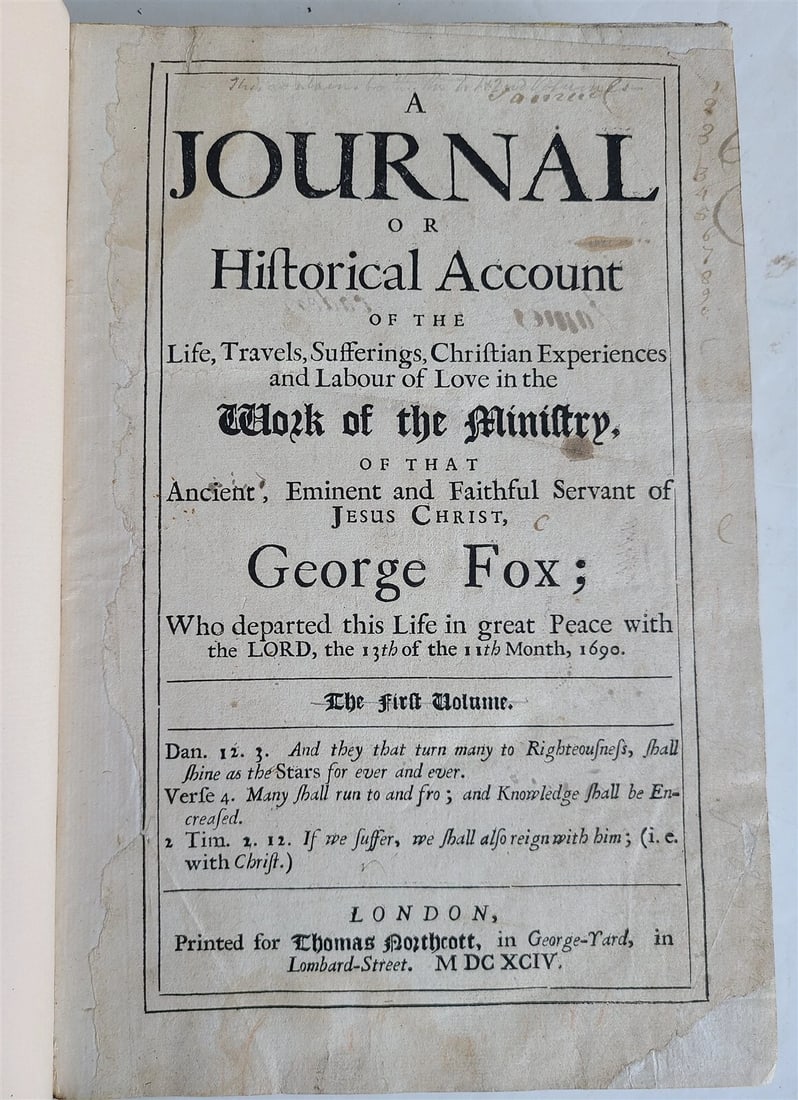 Samuel
A
JOURNAL
OR
Hiſtorical Account
OF THE
Life, Travels, Sufferings, Chriſtian Experiences
and Labour of Love in the
Work of the Miniſtry,
OF THAT
Ancient, Eminent and Faithful Servant of
JESUS CHRIST,
George Fox;
Who departed this Life in great Peace with
the LORD, the 13th of the 11th Month, 1690.
The Firſt Volume.
Dan. 12. 3. And they that turn many to Righteouſneſs, ſhall
ſhine as the Stars for ever and ever.
Verſe 4. Many ſhall run to and fro; and Knowledge ſhall be En-
creaſed.
2 Tim. 2. 12. If we ſuffer, we ſhall alſo reign with him; (i. e.
with Chriſt.)
LONDON,
Printed for Thomas Northcott, in George-Yard, in
Lombard-Street. M DC XCIV.